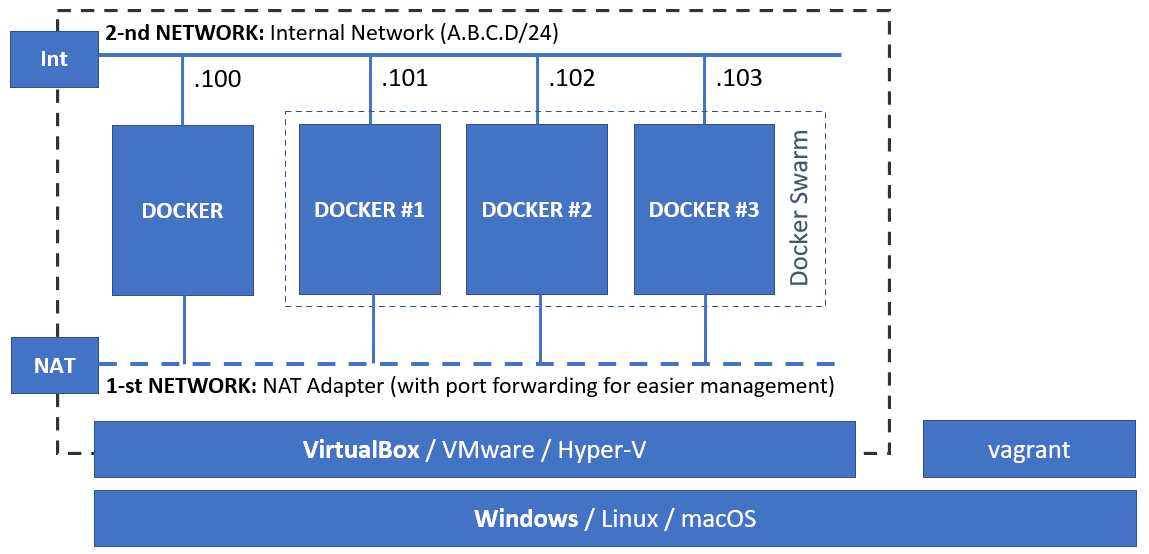 2-nd NETWORK: Internal Network (A.B.C.D/24)
Int
.100
.101
.102
.103
DOCKER
DOCKER #1
DOCKER #2
DOCKER #3
Docker Swarm
NAT
1-st NETWORK: NAT Adapter (with port forwarding for easier management)
VirtualBox / VMware / Hyper-V
vagrant
Windows / Linux / macOS